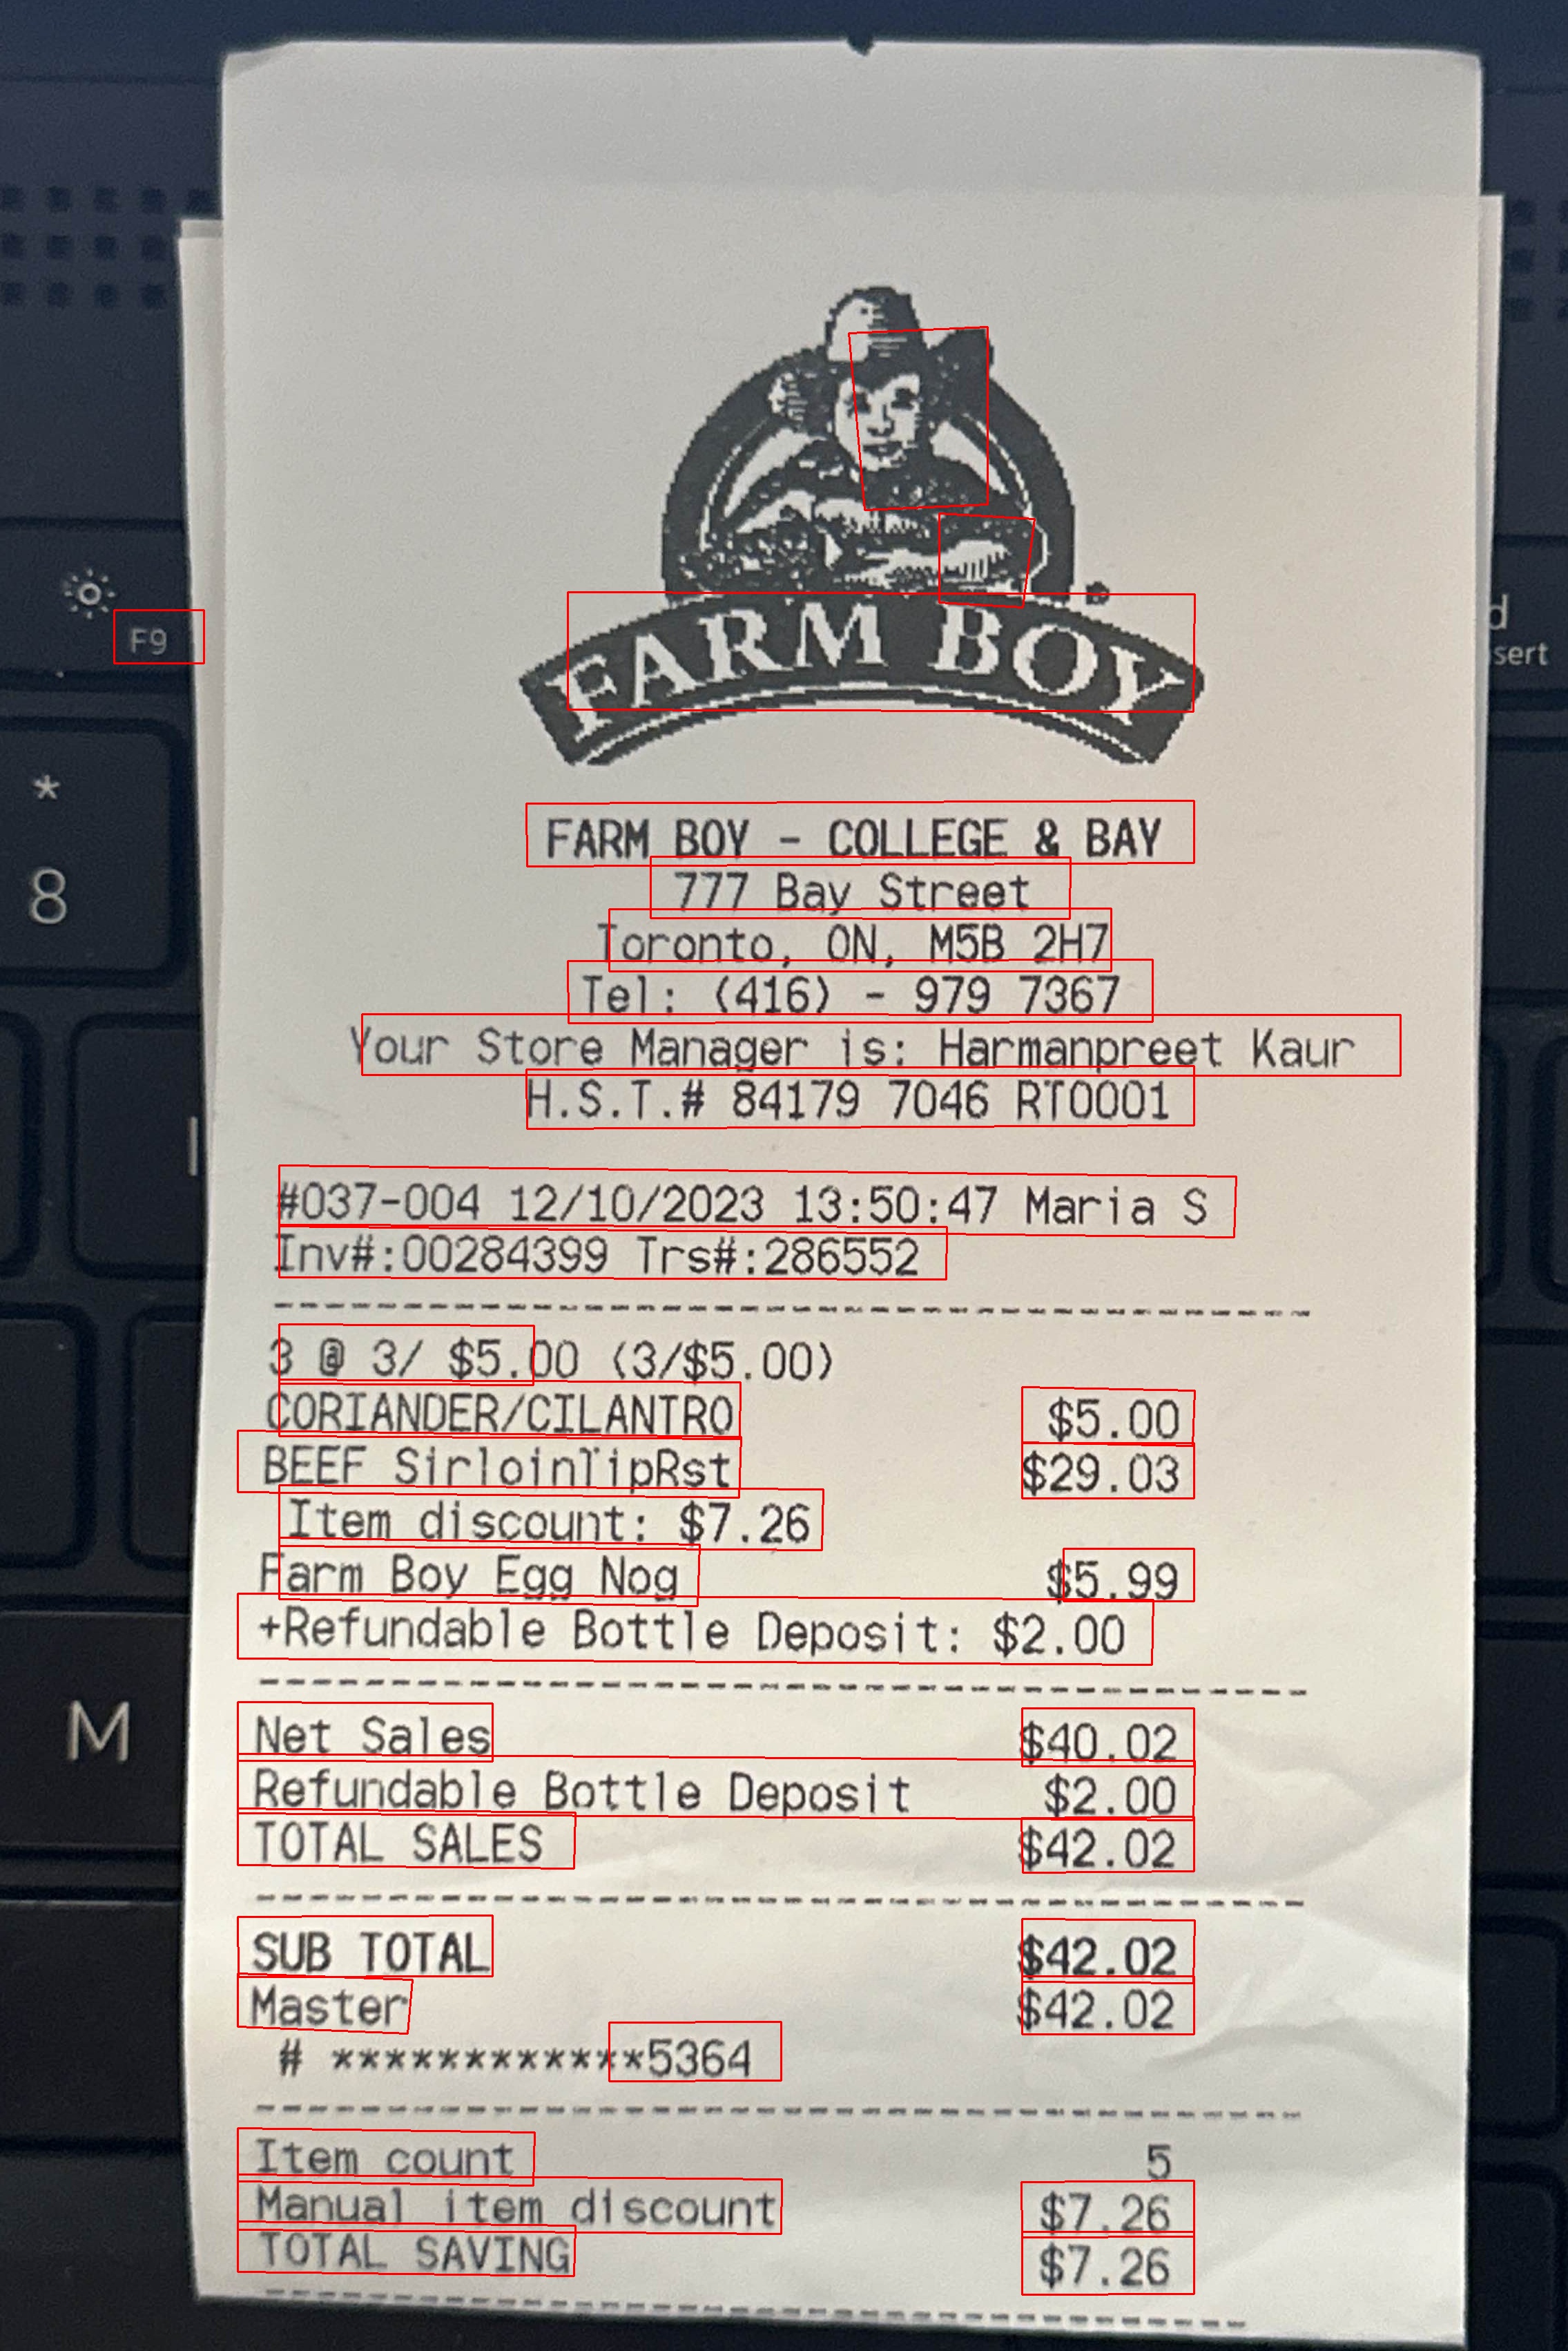 F9
d
sert
*
8
M
FARM BOY
FARM BOY - COLLEGE & BAY
777 Bay Street
Toronto, ON, M5B 2H7
Tel: (416) - 979 7367
Your Store Manager is: Harmanpreet Kaur
H.S.T.# 84179 7046 RT0001
#037-004 12/10/2023 13:50:47 Maria S
Inv#:00284399 Trs#:286552
3 @ 3/ $5.00 (3/$5.00)
CORIANDER/CILANTRO $5.00
BEEF SirloinTipRst $29.03
Item discount: $7.26
Farm Boy Egg Nog $5.99
+Refundable Bottle Deposit: $2.00
Net Sales $40.02
Refundable Bottle Deposit $2.00
TOTAL SALES $42.02
SUB TOTAL $42.02
Master $42.02
# ************5364
Item count 5
Manual item discount $7.26
TOTAL SAVING $7.26